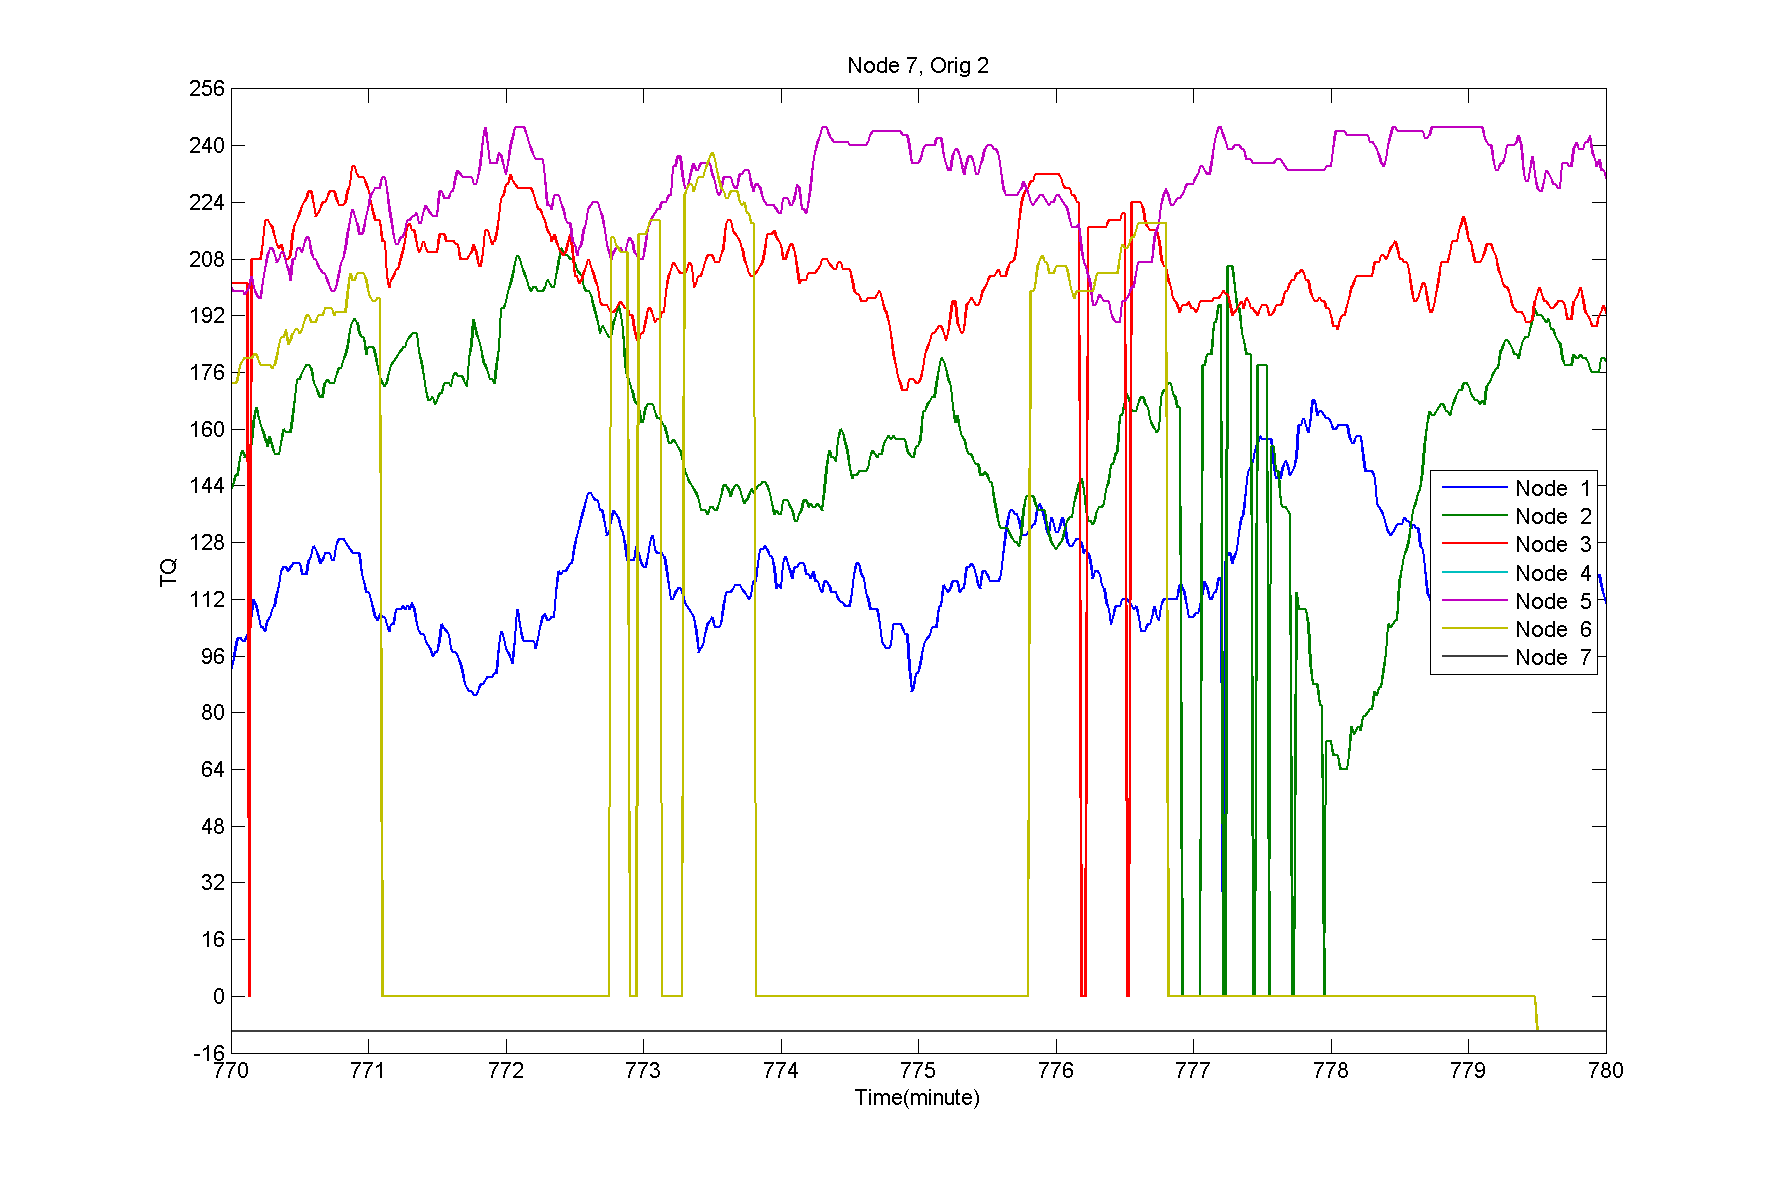 Node 7, Orig 2
256
240
224
208
192
176
160
144
128
112
96
80
64
48
32
16
0
-16
TQ
Node 1
Node 2
Node 3
Node 4
Node 5
Node 6
Node 7
770 771 772 773 774 775 776 777 778 779 780
Time(minute)